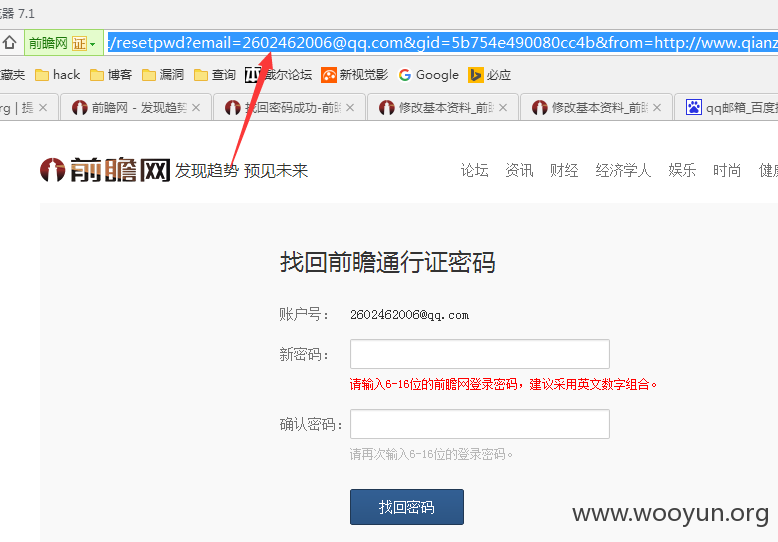 览器 7.1
前瞻网 证 t/resetpwd?email=2602462006@qq.com&gid=5b754e490080cc4b&from=http://www.qianz
藏夹 hack 博客 漏洞 查询 戴尔论坛 新视觉影 Google 必应
rg | 提 × 前瞻网 - 发现趋势 × 找回密码成功-前瞻 × 修改基本资料_前瞻 × 修改基本资料_前瞻 × qq邮箱_百度搜
前瞻网 发现趋势 预见未来 论坛 资讯 财经 经济学人 娱乐 时尚 健康
找回前瞻通行证密码
账户号： 2602462006@qq.com
新密码：
请输入6-16位的前瞻网登录密码，建议采用英文数字组合。
确认密码：
请再次输入6-16位的登录密码。
找回密码
www.wooyun.org